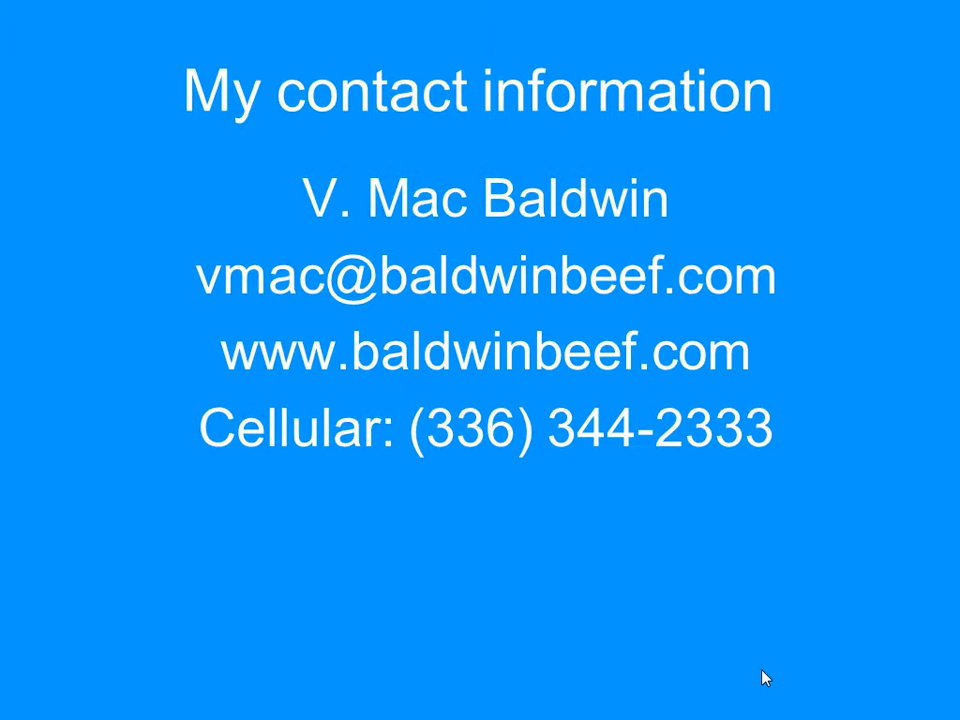 My contact information
V. Mac Baldwin
vmac@baldwinbeef.com
www.baldwinbeef.com
Cellular: (336) 344-2333